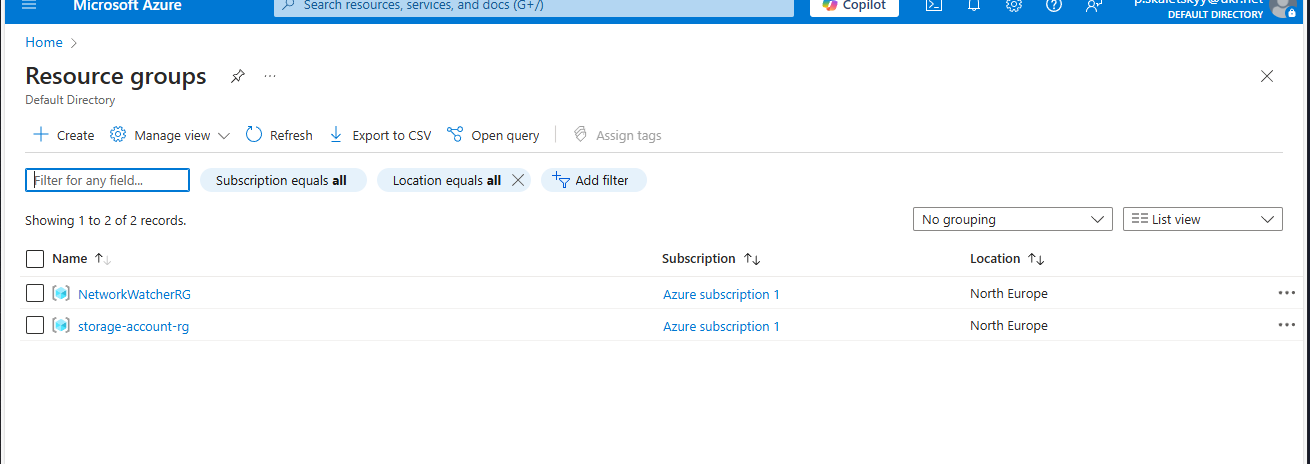 Microsoft Azure
Search resources, services, and docs (G+/)
Copilot
DEFAULT DIRECTORY
Home
Resource groups
Default Directory
Create Manage view Refresh Export to CSV Open query Assign tags
Filter for any field... Subscription equals all Location equals all Add filter
Showing 1 to 2 of 2 records.
No grouping List view
Name Subscription Location
NetworkWatcherRG Azure subscription 1 North Europe
storage-account-rg Azure subscription 1 North Europe